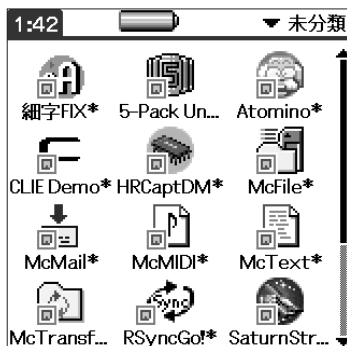 1:42 未分類
細字FIX* 5-Pack Un... Atomino*
CLIE Demo* HRCaptDM* McFile*
McMail* McMIDI* McText*
Sync
McTransf... RSyncGo!* SaturnStr...